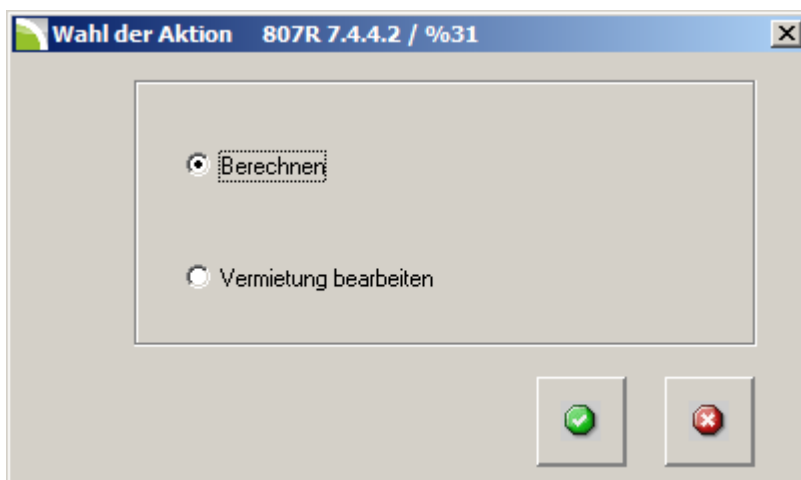 Wahl der Aktion 807R 7.4.4.2 / %31
Berechnen
Vermietung bearbeiten